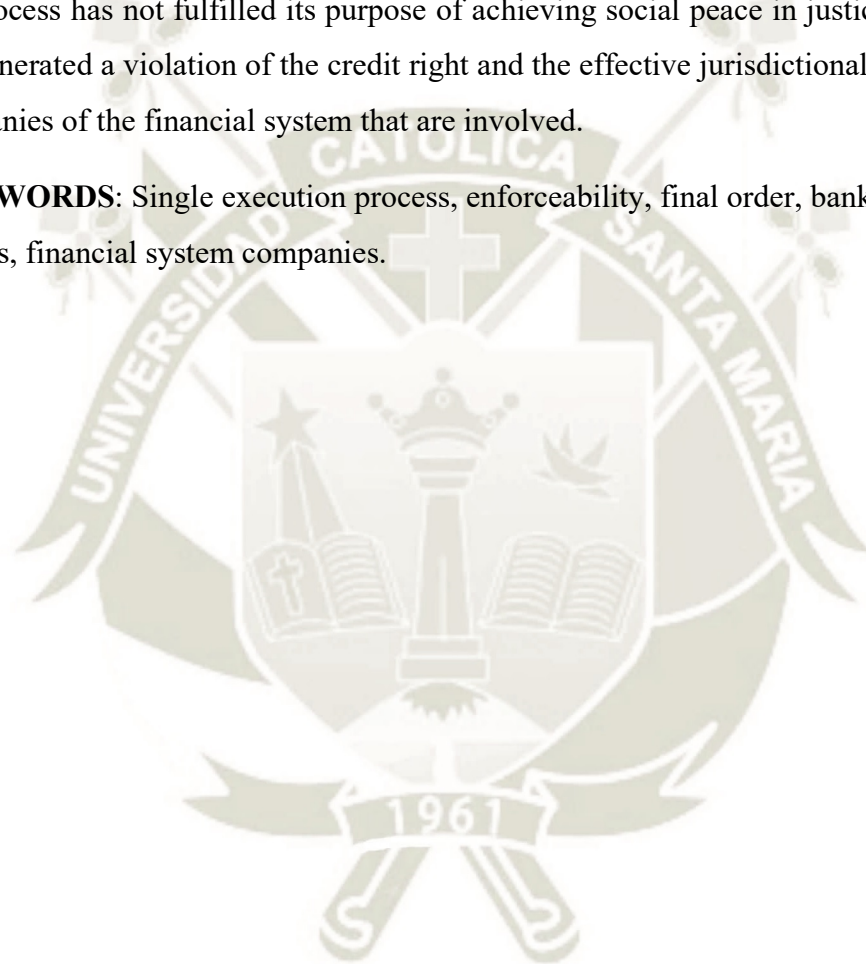 ocess has not fulfilled its purpose of achieving social peace in justic
nerated a violation of the credit right and the effective jurisdictional
anies of the financial system that are involved.
WORDS: Single execution process, enforceability, final order, bank
s, financial system companies.
UNIVERSIDAD CATOLICA SANTA MARIA
1961